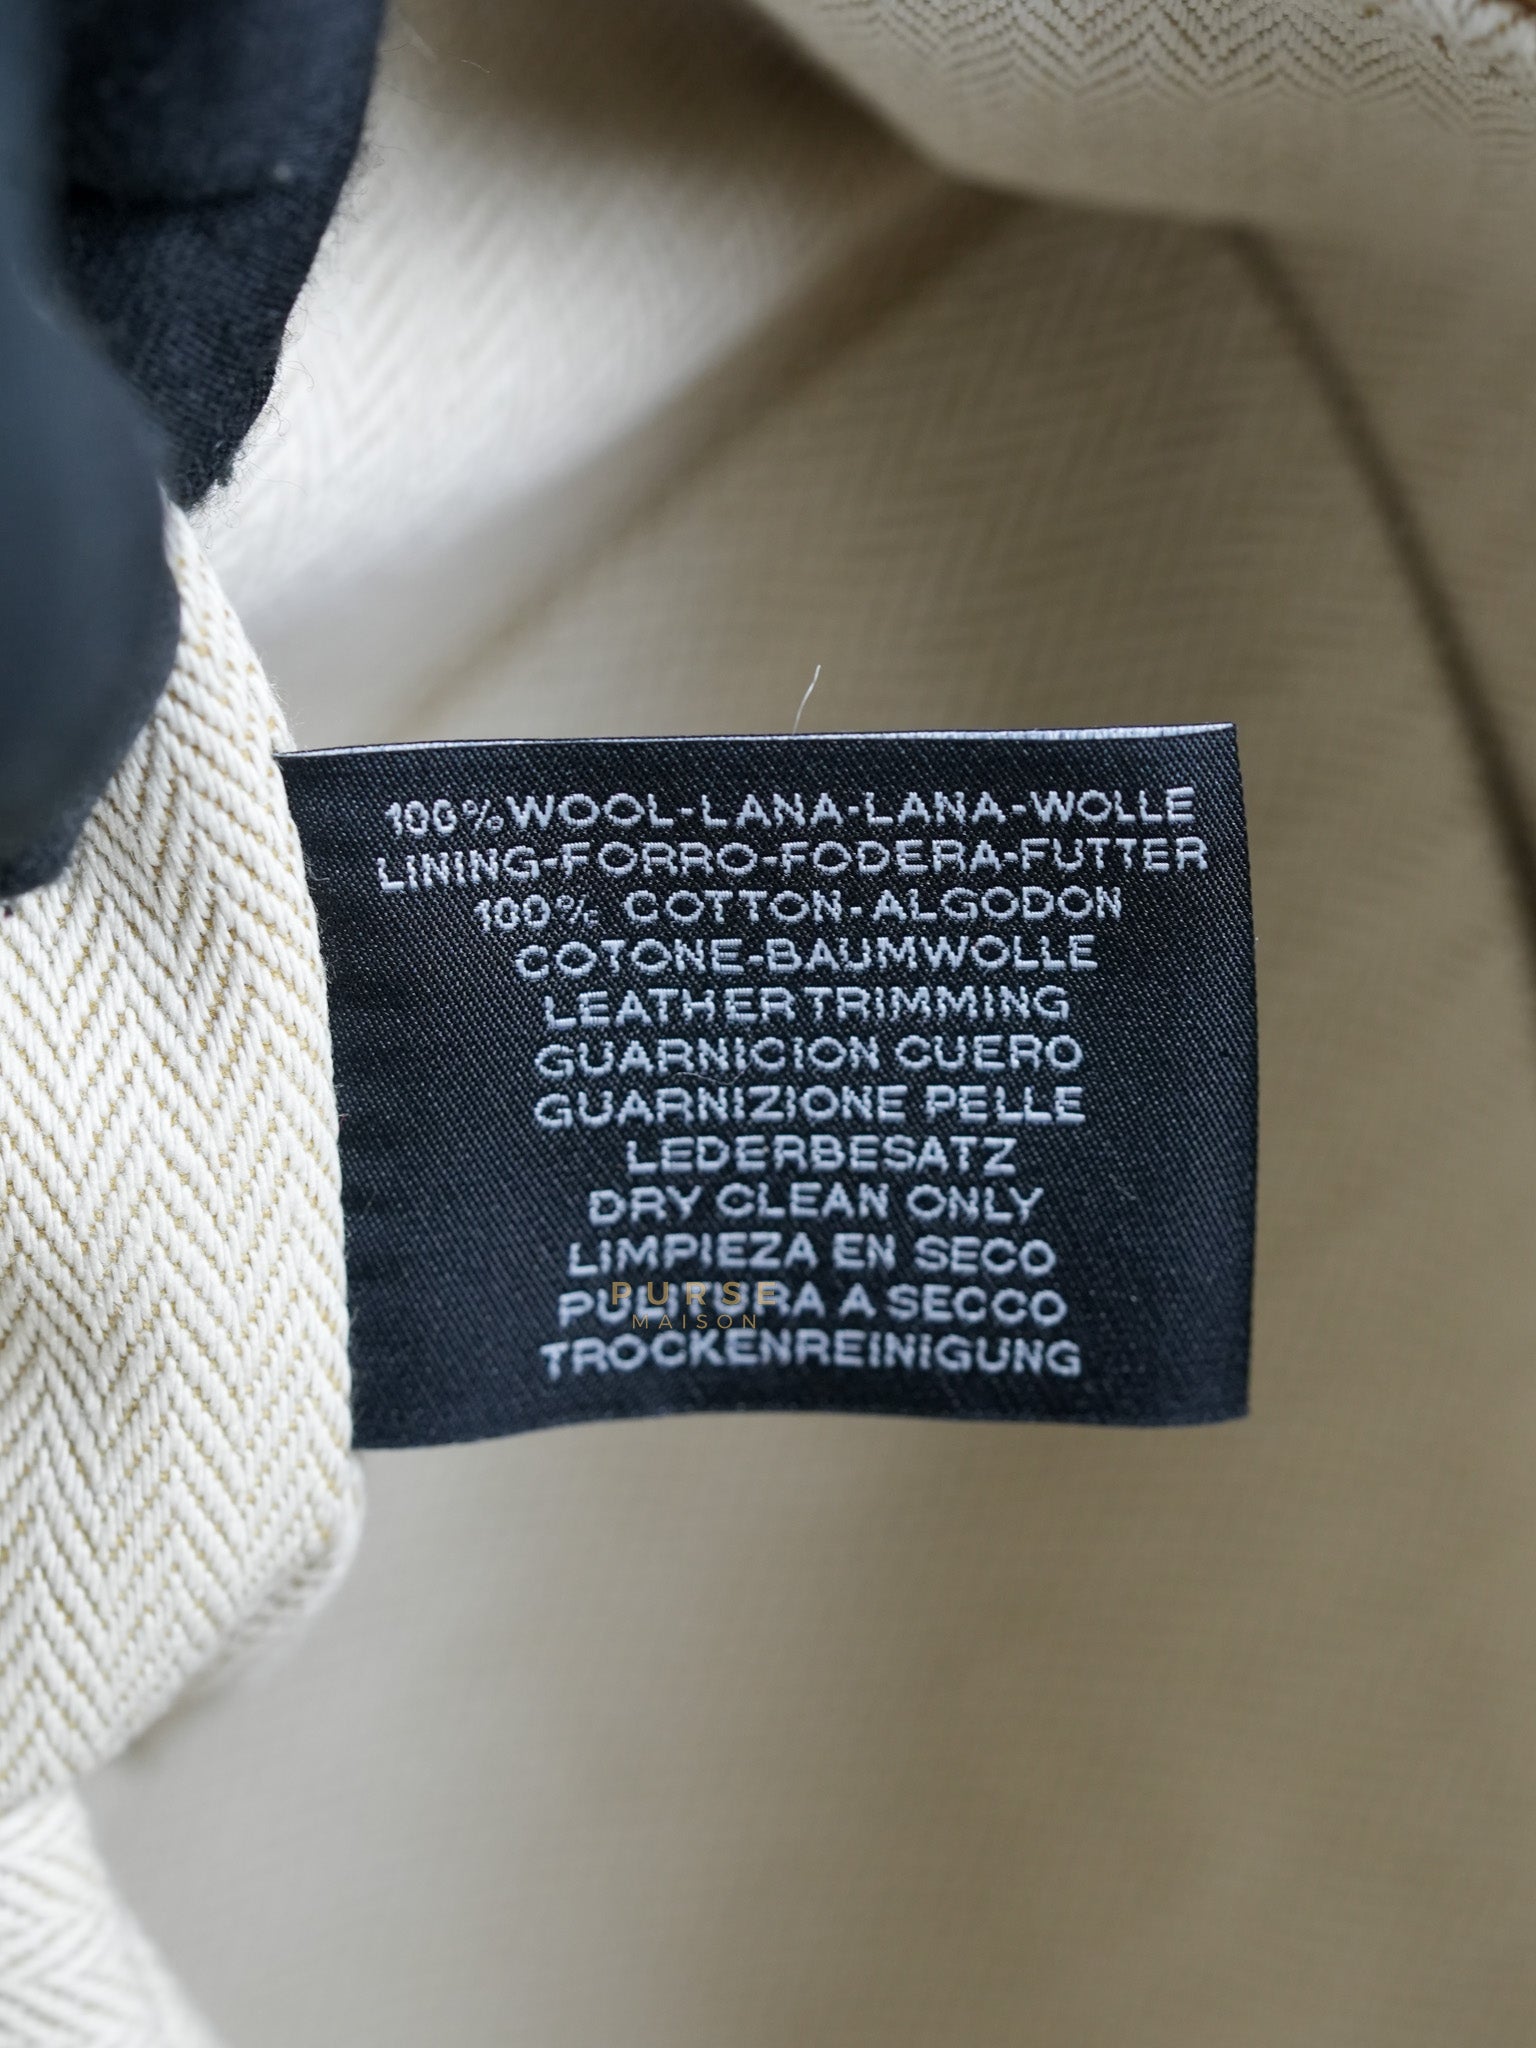 100% WOOL-LANA-LANA-WOLLE
LINING-FORRO-FODERA-FUTTER
100% COTTON-ALGODON
COTONE-BAUMWOLLE
LEATHER TRIMMING
GUARNICION CUERO
GUARNIZIONE PELLE
LEDERBESATZ
DRY CLEAN ONLY
LIMPIEZA EN SECO
PULITURA A SECCO
PURSE
MAISON
TROCKENREINIGUNG